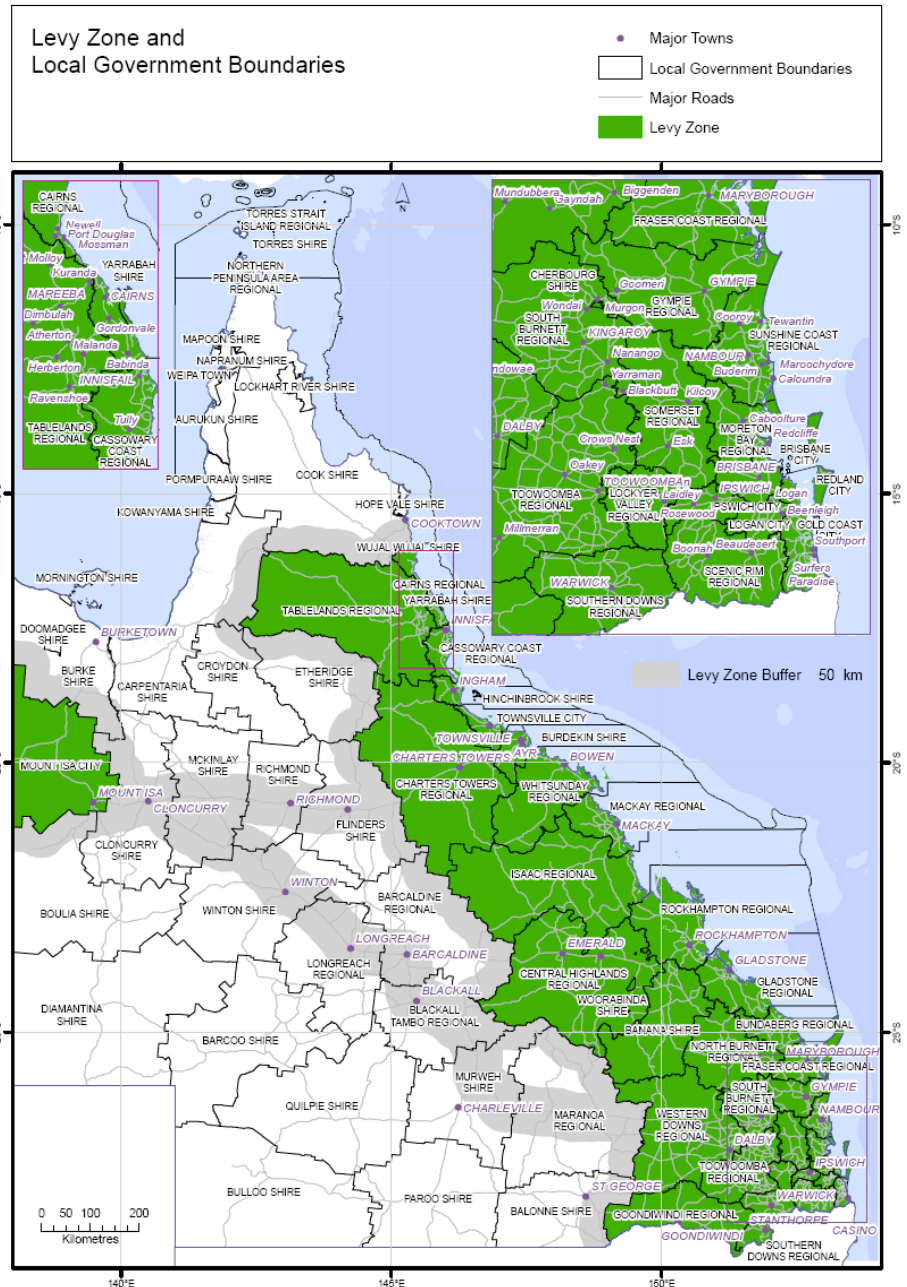 Levy Zone and
Local Government Boundaries
Major Towns
Local Government Boundaries
Major Roads
Levy Zone
CAIRNS
REGIONAL
Newell
Port Douglas
Mossman
Molloy
Kuranda
YARRABAH
SHIRE
MAREEBA
CAIRNS
Dimbulah
Gordonvale
Atherton
Malanda
Babinda
Herberton
INNISFAIL
Ravenshoe
Tully
TABLELANDS
REGIONAL
CASSOWARY
COAST
REGIONAL
N
Mundubbera
Gayndah
Biggenden
MARYBOROUGH
FRASER COAST REGIONAL
CHERBOURG
SHIRE
Goomeri
GYMPIE
Wondai
Murgon
GYMPIE
REGIONAL
Cooroy
Tewantin
SOUTH
BURNETT
REGIONAL
KINGAROY
SUNSHINE COAST
REGIONAL
Nanango
NAMBOUR
Maroochydore
ndowae
Yarraman
Buderim
Caloundra
Blackbutt
Kilcoy
SOMERSET
REGIONAL
Caboolture
DALBY
MORETON
BAY
REGIONAL
Redcliffe
Crows Nest
Esk
BRISBANE
CITY
Oakey
BRISBANE
TOOWOOMBA
LOCKYER
VALLEY
REGIONAL
IPSWICH
REDLAND
CITY
TOOWOOMBA
REGIONAL
Laidley
Logan
IPSWICH CITY
Beenleigh
Rosewood
LOGAN CITY
GOLD COAST
CITY
Millmerran
Boonah
Beaudesert
Southport
SCENIC RIM
REGIONAL
Surfers
Paradise
WARWICK
SOUTHERN DOWNS
REGIONAL
Levy Zone Buffer 50 km
TORRES STRAIT
ISLAND REGIONAL
TORRES SHIRE
NORTHERN
PENINSULA AREA
REGIONAL
MAPOON SHIRE
NAPRANUM SHIRE
WEIPA TOWN
LOCKHART RIVER SHIRE
AURUKUN SHIRE
COOK SHIRE
PORMPURAAW SHIRE
KOWANYAMA SHIRE
HOPE VALE SHIRE
COOKTOWN
WUJAL WUJAL SHIRE
MORNINGTON SHIRE
CAIRNS REGIONAL
YARRABAH SHIRE
TABLELANDS REGIONAL
DOOMADGEE
SHIRE
BURKETOWN
INNISFA
CASSOWARY COAST
REGIONAL
BURKE
SHIRE
CROYDON
SHIRE
ETHERIDGE
SHIRE
CARPENTARIA
SHIRE
INGHAM
HINCHINBROOK SHIRE
TOWNSVILLE CITY
TOWNSVILLE
BURDEKIN SHIRE
AYR
MOUNT ISA CITY
MCKINLAY
SHIRE
RICHMOND
SHIRE
CHARTERS TOWERS
BOWEN
CHARTERS TOWERS
REGIONAL
WHITSUNDAY
REGIONAL
MOUNT ISA
CLONCURRY
RICHMOND
MACKAY REGIONAL
FLINDERS
SHIRE
MACKAY
CLONCURRY
SHIRE
ISAAC REGIONAL
WINTON
BARCALDINE
REGIONAL
BOULIA SHIRE
WINTON SHIRE
ROCKHAMPTON REGIONAL
LONGREACH
BARCALDINE
EMERALD
ROCKHAMPTON
LONGREACH
REGIONAL
CENTRAL HIGHLANDS
REGIONAL
GLADSTONE
GLADSTONE
REGIONAL
BLACKALL
BLACKALL
TAMBO REGIONAL
WOORABINDA
SHIRE
DIAMANTINA
SHIRE
BARCOO SHIRE
BANANA SHIRE
BUNDABERG REGIONAL
NORTH BURNETT
REGIONAL
MARYBOROUGH
FRASER COAST REGIONAL
MURWEH
SHIRE
SOUTH
BURNETT
REGIONAL
GYMPIE
QUILPIE SHIRE
CHARLEVILLE
MARANOA
REGIONAL
WESTERN
DOWNS
REGIONAL
NAMBOUR
DALBY
TOOWOOMBA
REGIONAL
IPSWICH
BULLOO SHIRE
PAROO SHIRE
ST GEORGE
BALONNE SHIRE
WARWICK
GOONDIWINDI REGIONAL
STANTHORPE
GOONDIWINDI
CASINO
SOUTHERN
DOWNS REGIONAL
0 50 100 200
Kilometres
10°S
15°S
20°S
25°S
140°E
145°E
150°E